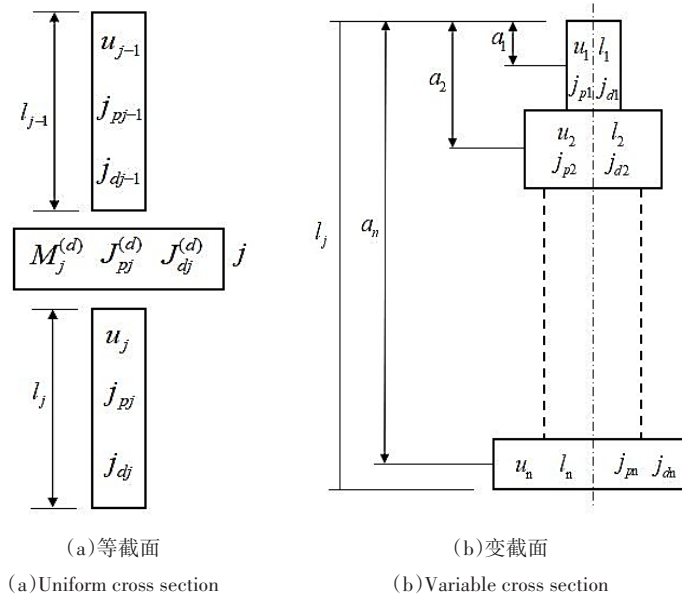 u_{j-1}
l_{j-1}
j_{pj-1}
j_{dj-1}
M_j^{(d)} J_{pj}^{(d)} J_{dj}^{(d)} j
u_j
l_j
j_{pj}
j_{dj}
(a)等截面
(a)Uniform cross section
a_1
u_1 l_1
j_{p1} j_{d1}
a_2
u_2 l_2
j_{p2} j_{d2}
l_j
a_n
u_n l_n j_{pn} j_{dn}
(b)变截面
(b)Variable cross section